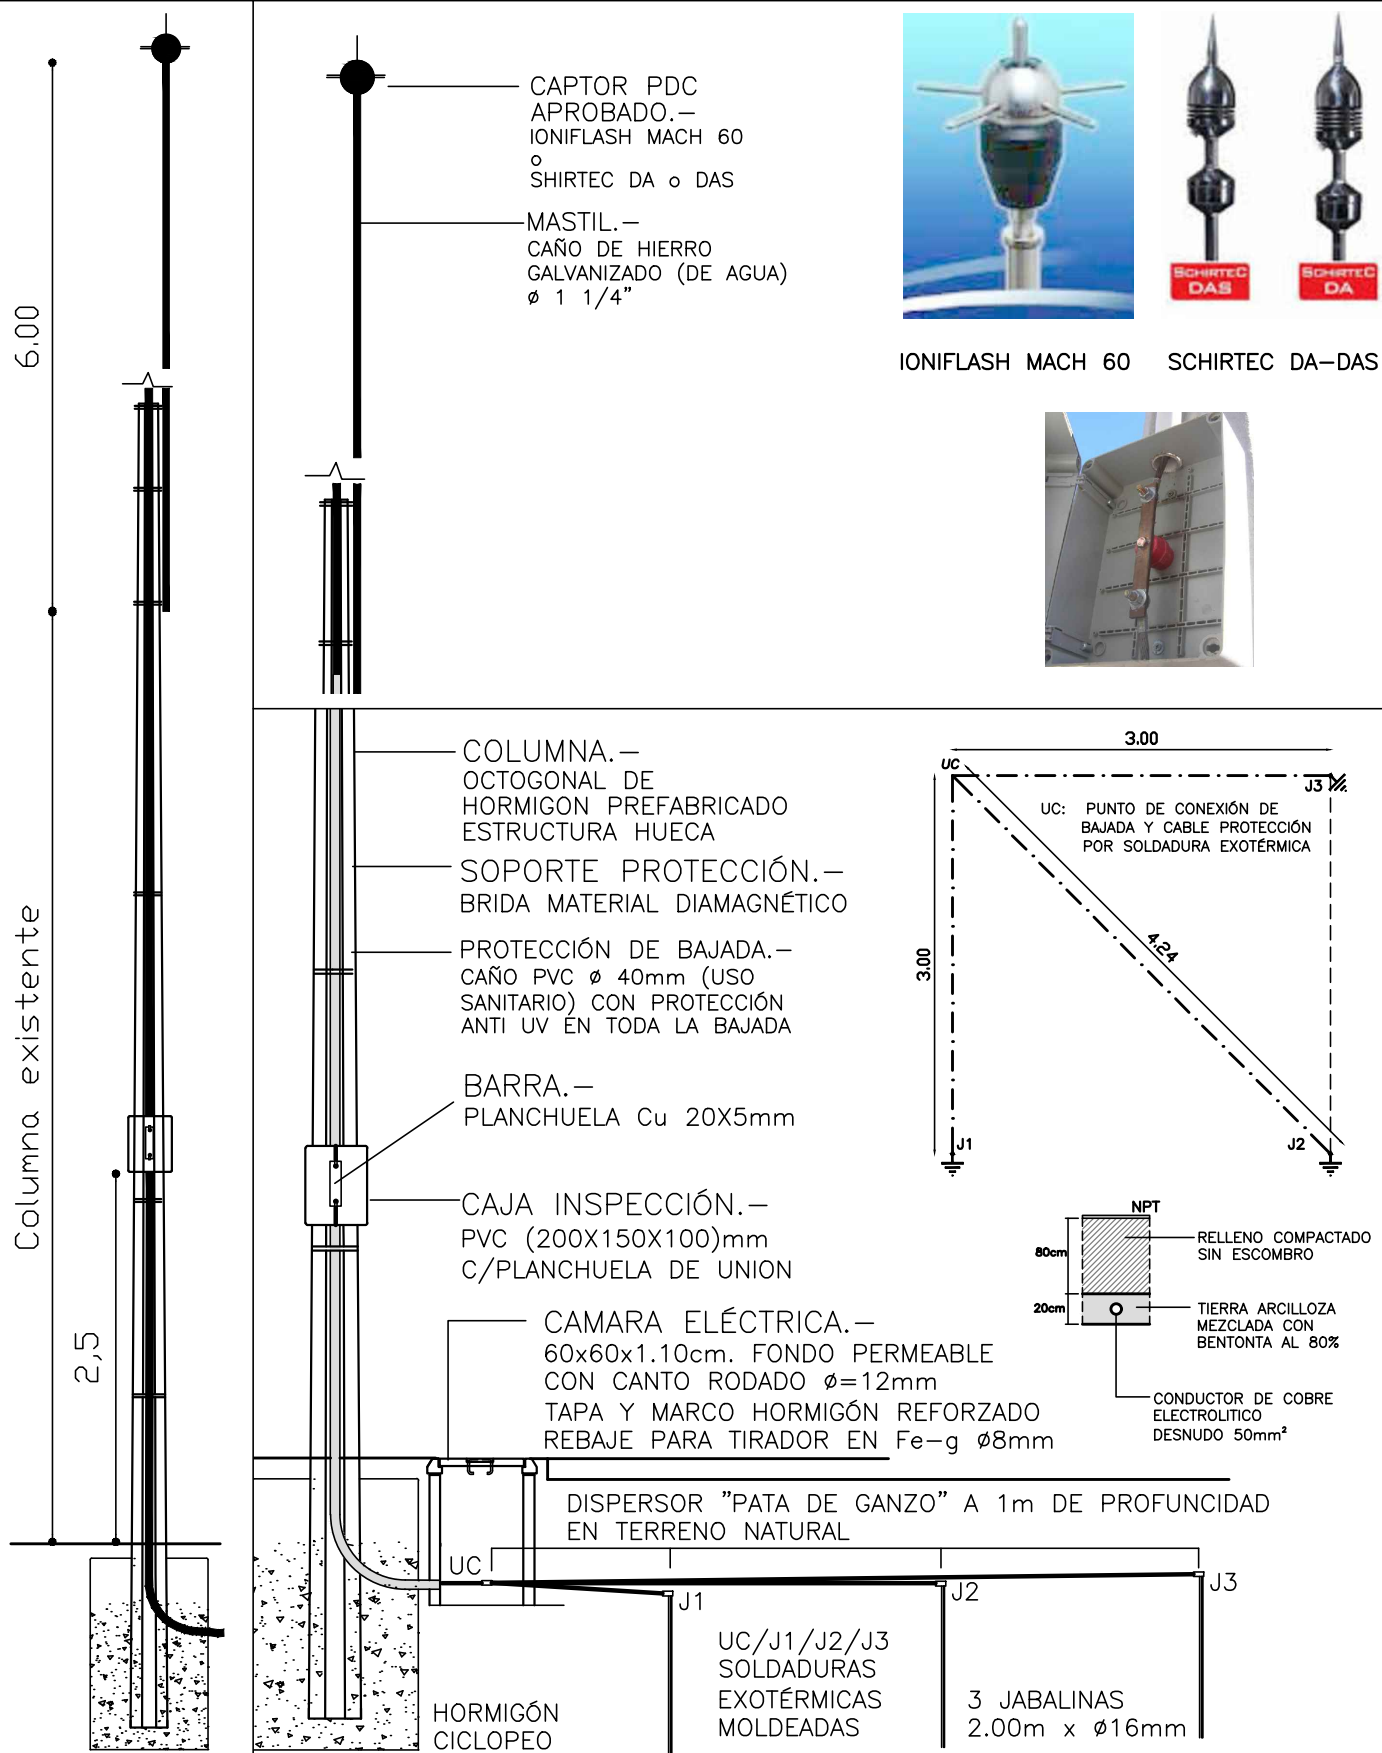 CAPTOR PDC
APROBADO.-
IONIFLASH MACH 60
o
SHIRTEC DA o DAS
MASTIL.-
CAÑO DE HIERRO
GALVANIZADO (DE AGUA)
Ø 1 1/4"
SCHIRTEC
DAS
SCHIRTEC
DA
IONIFLASH MACH 60
SCHIRTEC DA-DAS
6.00
Columna existente
2,5
COLUMNA.-
OCTOGONAL DE
HORMIGON PREFABRICADO
ESTRUCTURA HUECA
SOPORTE PROTECCIÓN.-
BRIDA MATERIAL DIAMAGNÉTICO
PROTECCIÓN DE BAJADA.-
CAÑO PVC Ø 40mm (USO
SANITARIO) CON PROTECCIÓN
ANTI UV EN TODA LA BAJADA
BARRA.-
PLANCHUELA Cu 20X5mm
CAJA INSPECCIÓN.-
PVC (200X150X100)mm
C/PLANCHUELA DE UNION
CAMARA ELÉCTRICA.-
60x60x1.10cm. FONDO PERMEABLE
CON CANTO RODADO Ø=12mm
TAPA Y MARCO HORMIGÓN REFORZADO
REBAJE PARA TIRADOR EN Fe-g Ø8mm
3.00
UC
J3
UC: PUNTO DE CONEXIÓN DE
BAJADA Y CABLE PROTECCIÓN
POR SOLDADURA EXOTÉRMICA
3.00
4.24
J1
J2
NPT
80cm
RELLENO COMPACTADO
SIN ESCOMBRO
20cm
TIERRA ARCILLOZA
MEZCLADA CON
BENTONTA AL 80%
CONDUCTOR DE COBRE
ELECTROLITICO
DESNUDO 50mm²
DISPERSOR "PATA DE GANZO" A 1m DE PROFUNCIDAD
EN TERRENO NATURAL
UC
J1
J2
J3
UC/J1/J2/J3
SOLDADURAS
EXOTÉRMICAS
MOLDEADAS
3 JABALINAS
2.00m x Ø16mm
HORMIGÓN
CICLOPEO